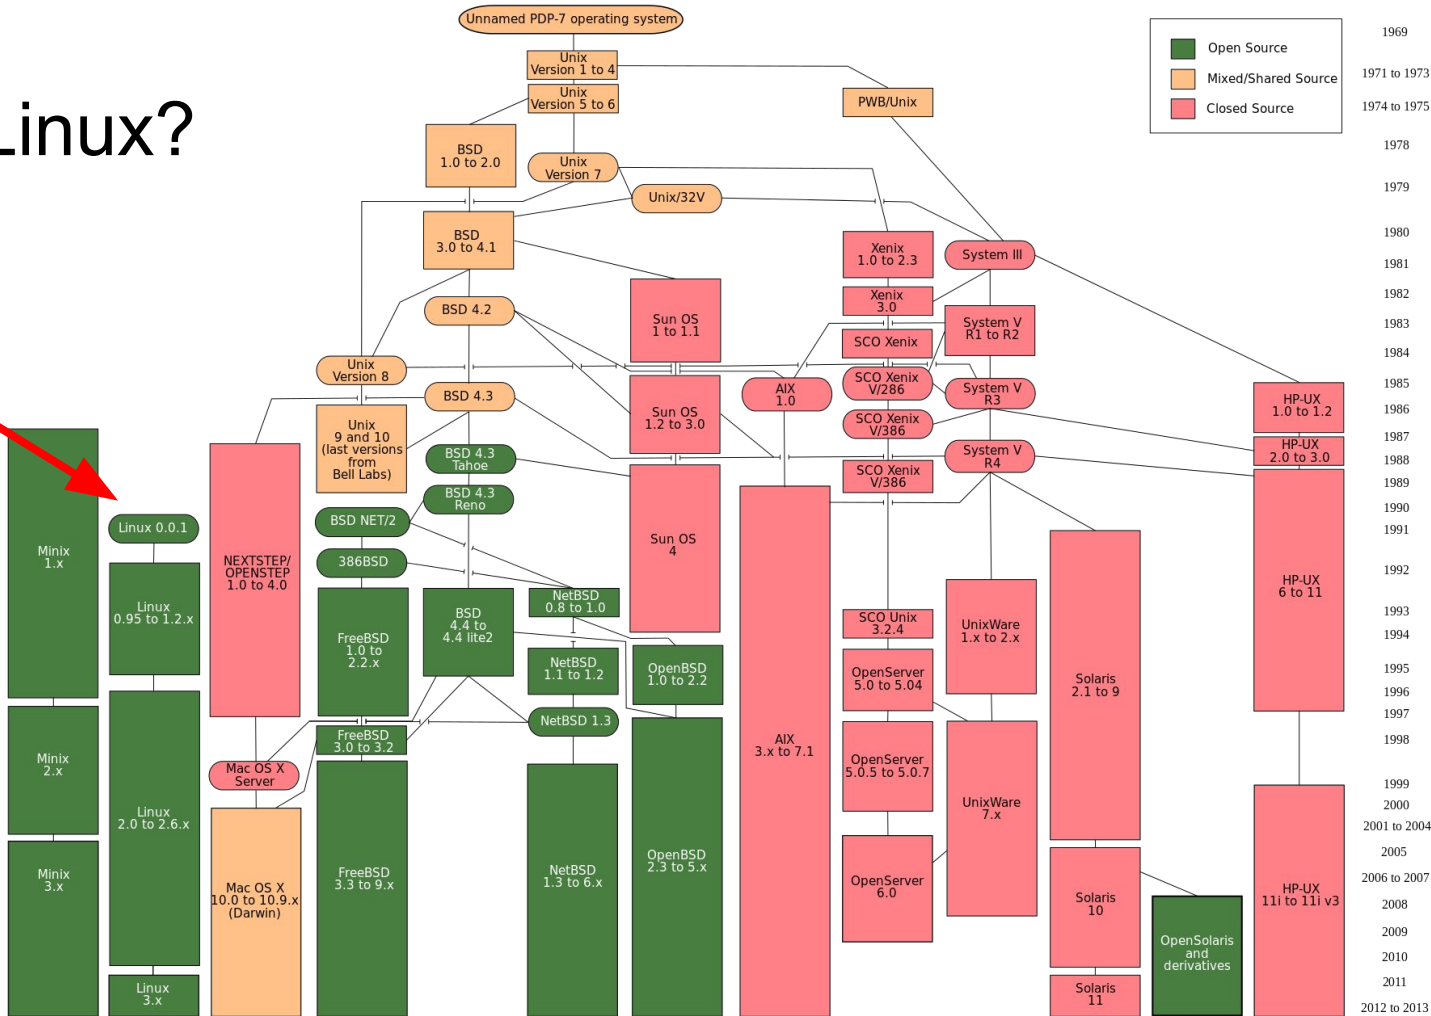 Linux?
Unnamed PDP-7 operating system
Open Source
Mixed/Shared Source
Closed Source
1969
1971 to 1973
1974 to 1975
1978
1979
1980
1981
1982
1983
1984
1985
1986
1987
1988
1989
1990
1991
1992
1993
1994
1995
1996
1997
1998
1999
2000
2001 to 2004
2005
2006 to 2007
2008
2009
2010
2011
2012 to 2013
Unix
Version 1 to 4
Unix
Version 5 to 6
PWB/Unix
BSD
1.0 to 2.0
Unix
Version 7
Unix/32V
BSD
3.0 to 4.1
Xenix
1.0 to 2.3
System III
Xenix
3.0
BSD 4.2
Sun OS
1 to 1.1
System V
R1 to R2
SCO Xenix
Unix
Version 8
SCO Xenix
V/286
AIX
1.0
System V
R3
BSD 4.3
Sun OS
1.2 to 3.0
HP-UX
1.0 to 1.2
SCO Xenix
V/386
Unix
9 and 10
(last versions
from
Bell Labs)
HP-UX
2.0 to 3.0
BSD 4.3
Tahoe
System V
R4
SCO Xenix
V/386
BSD 4.3
Reno
BSD NET/2
Linux 0.0.1
Minix
1.x
Sun OS
4
386BSD
NEXTSTEP/
OPENSTEP
1.0 to 4.0
HP-UX
6 to 11
Linux
0.95 to 1.2.x
NetBSD
0.8 to 1.0
BSD
4.4 to
4.4 lite2
SCO Unix
3.2.4
UnixWare
1.x to 2.x
FreeBSD
1.0 to
2.2.x
NetBSD
1.1 to 1.2
OpenBSD
1.0 to 2.2
OpenServer
5.0 to 5.04
Solaris
2.1 to 9
NetBSD 1.3
FreeBSD
3.0 to 3.2
AIX
3.x to 7.1
Minix
2.x
Mac OS X
Server
OpenServer
5.0.5 to 5.0.7
UnixWare
7.x
Linux
2.0 to 2.6.x
OpenBSD
2.3 to 5.x
Minix
3.x
FreeBSD
3.3 to 9.x
NetBSD
1.3 to 6.x
OpenServer
6.0
Mac OS X
10.0 to 10.9.x
(Darwin)
Solaris
10
HP-UX
11i to 11i v3
OpenSolaris
and
derivatives
Linux
3.x
Solaris
11